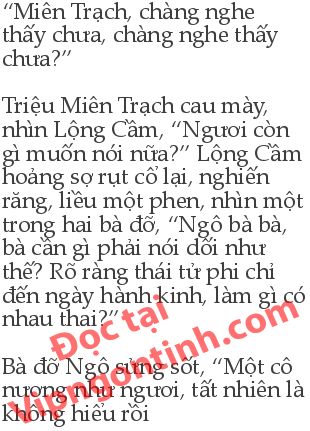 “Miên Trạch, chàng nghe
thấy chưa, chàng nghe thấy
chưa?”
Triệu Miên Trạch cau mày,
nhìn Lộng Cầm, “Ngươi còn
gì muốn nói nữa?” Lộng Cầm
hoảng sợ rụt cổ lại, nghiến
răng, liều một phen, nhìn một
trong hai bà đỡ, “Ngô bà bà,
bà cần gì phải nói dối như
thế? Rõ ràng thái tử phi chỉ
đến ngày hành kinh, làm gì có
nhau thai?”
Đọc tại
Vipngontinh.com
Bà đỡ Ngô sửng sốt, “Một cô
nương như ngươi, tất nhiên là
không hiểu rồi